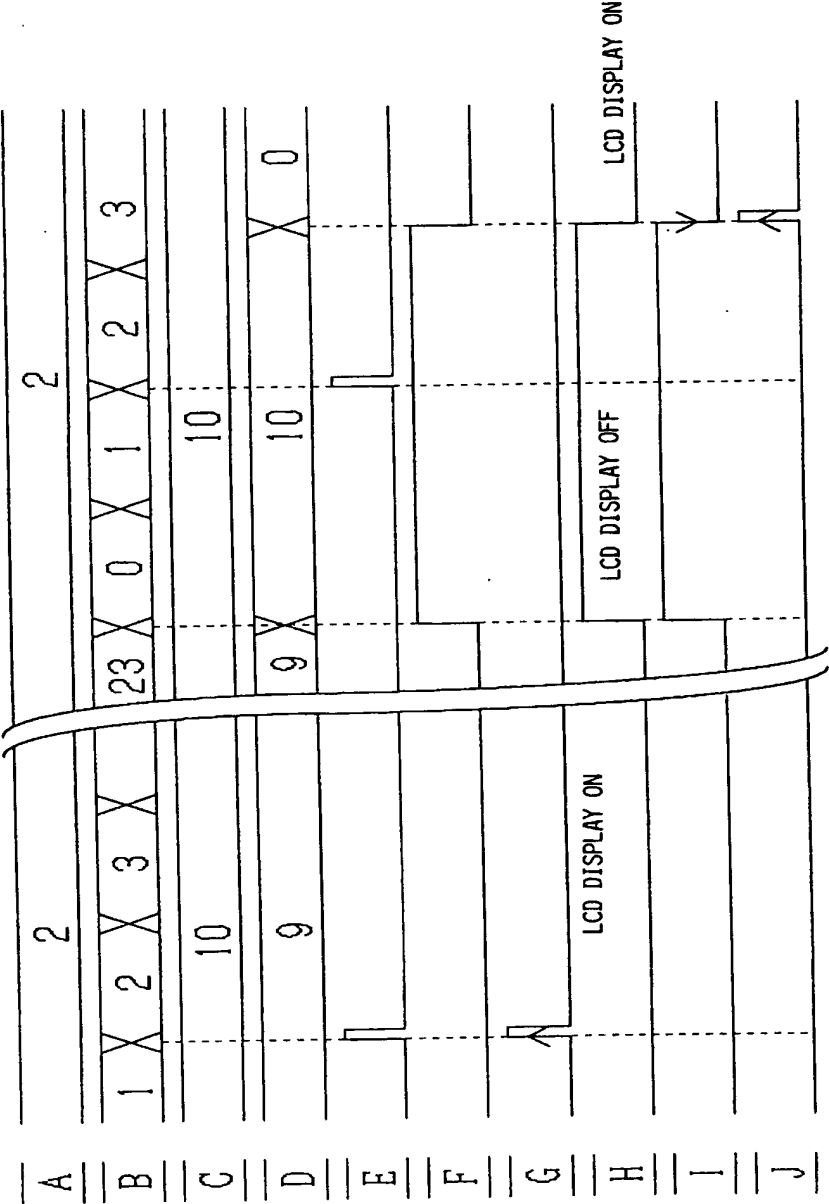 A 2 2
B 1 2 3 23 0 1 2 3
C 10 10
D 9 9 10 0
E
F
G
H LCD DISPLAY ON LCD DISPLAY OFF LCD DISPLAY ON
I
J